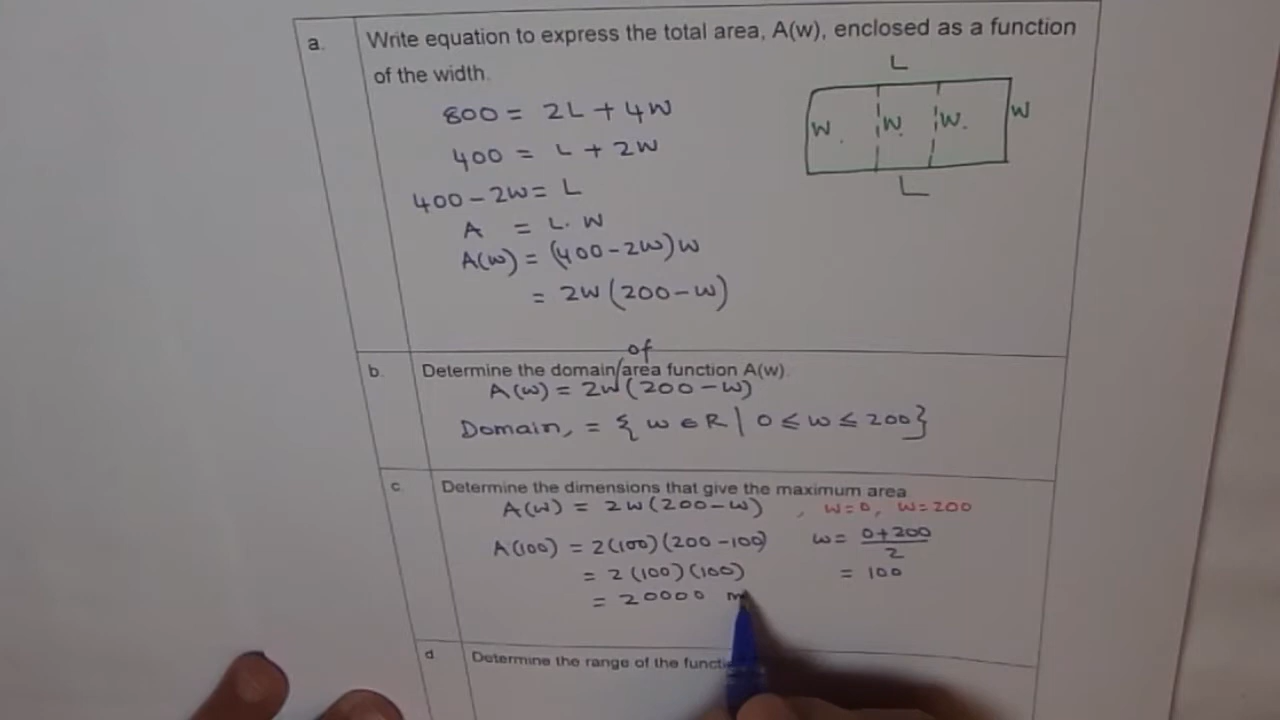 a. Write equation to express the total area, A(w), enclosed as a function
of the width.
L
W. W. W. W
L
800 = 2L + 4W
400 = L + 2W
400 - 2W = L
A = L. W
A(W) = (400 - 2W) W
= 2W (200 - W)
of
b. Determine the domain/area function A(w).
A(W) = 2W (200 - W)
Domain, = { W ∈ R | 0 ≤ W ≤ 200}
c. Determine the dimensions that give the maximum area
A(W) = 2W (200 - W) , W=0, W=200
A(100) = 2(100)(200 - 100) W = 0+200/2
= 2 (100) (100) = 100
= 20000 m
d Determine the range of the